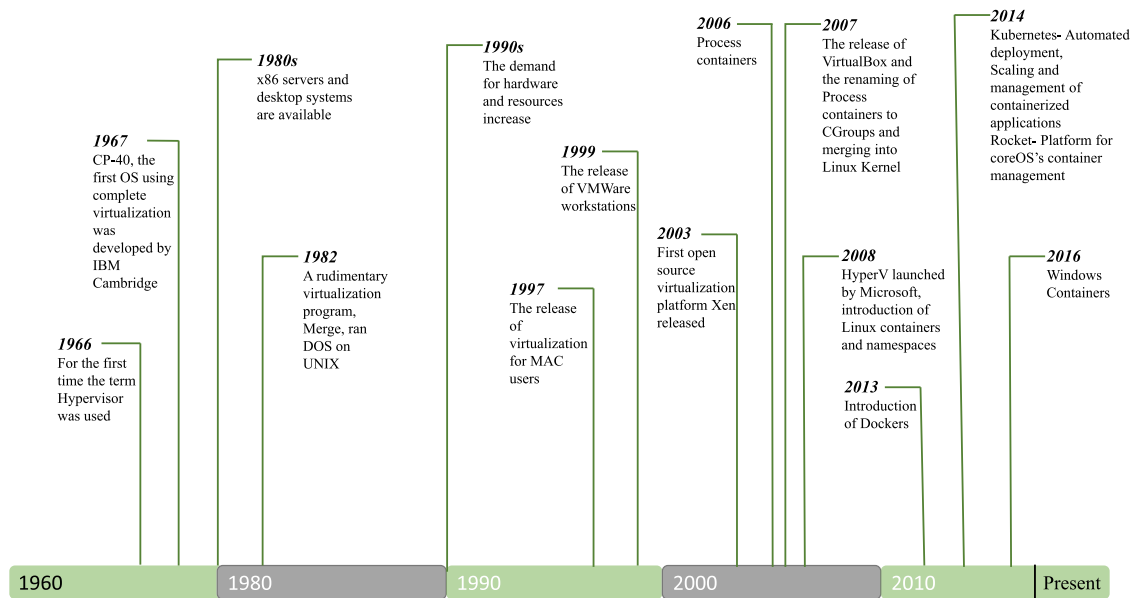 1966
For the first
time the term
Hypervisor
was used
1967
CP-40, the
first OS using
complete
virtualization
was
developed by
IBM
Cambridge
1980s
x86 servers and
desktop systems
are available
1982
A rudimentary
virtualization
program,
Merge, ran
DOS on
UNIX
1990s
The demand
for hardware
and resources
increase
1997
The release
of
virtualization
for MAC
users
1999
The release
of VMWare
workstations
2003
First open
source
virtualization
platform Xen
released
2006
Process
containers
2007
The release of
VirtualBox and
the renaming of
Process
containers to
CGroups and
merging into
Linux Kernel
2008
HyperV launched
by Microsoft,
introduction of
Linux containers
and namespaces
2013
Introduction
of Dockers
2014
Kubernetes- Automated
deployment,
Scaling and
management of
containerized
applications
Rocket- Platform for
coreOS's container
management
2016
Windows
Containers
1960
1980
1990
2000
2010
Present